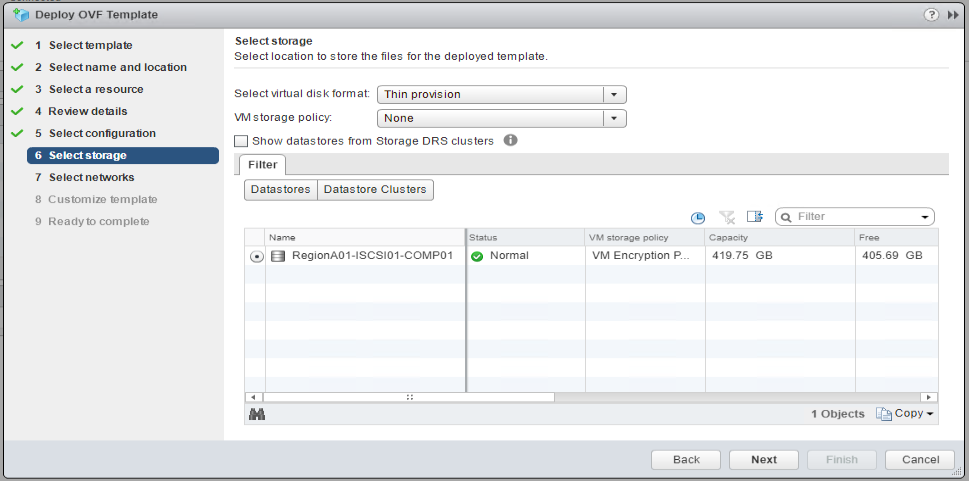 Deploy OVF Template
1 Select template
2 Select name and location
3 Select a resource
4 Review details
5 Select configuration
6 Select storage
7 Select networks
8 Customize template
9 Ready to complete
Select storage
Select location to store the files for the deployed template.
Select virtual disk format: Thin provision
VM storage policy: None
Show datastores from Storage DRS clusters
Filter
Datastores Datastore Clusters
Filter
Name Status VM storage policy Capacity Free
RegionA01-ISCSI01-COMP01 Normal VM Encryption P... 419.75 GB 405.69 GB
1 Objects Copy
Back Next Finish Cancel